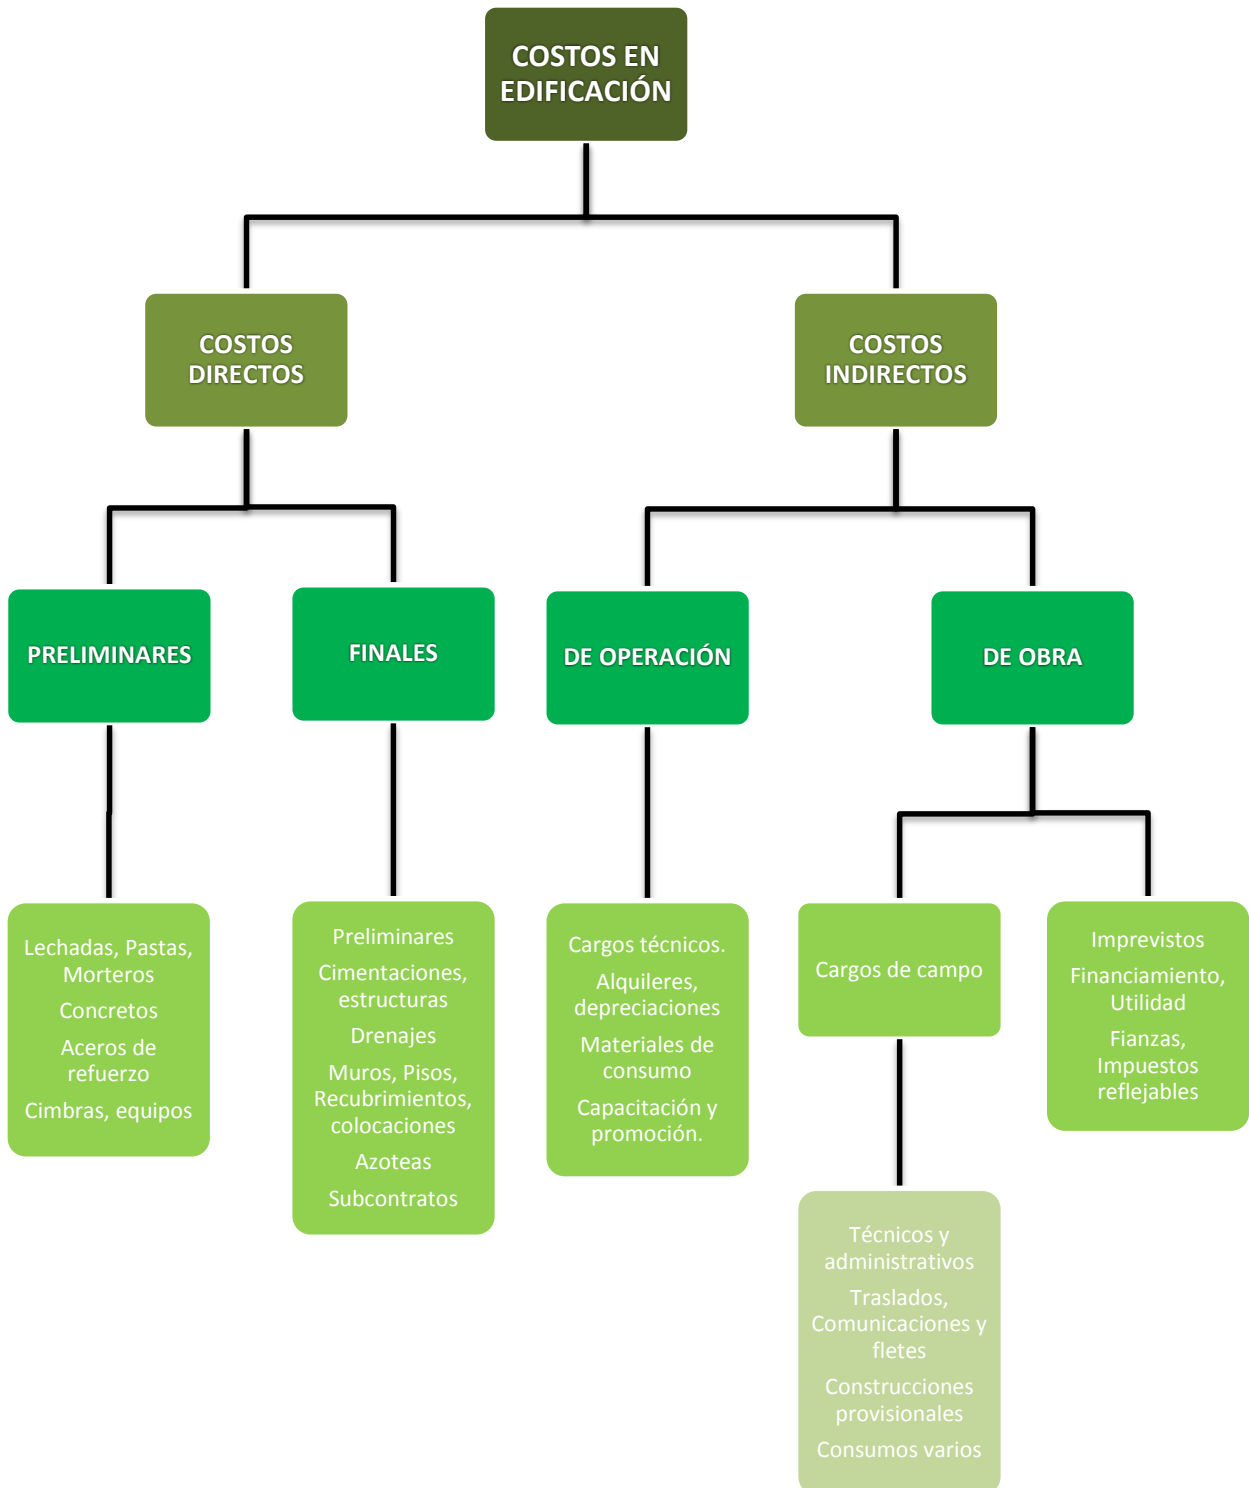 COSTOS EN
EDIFICACIÓN
COSTOS
DIRECTOS
COSTOS
INDIRECTOS
PRELIMINARES
FINALES
DE OPERACIÓN
DE OBRA
Lechadas, Pastas,
Morteros
Concretos
Aceros de
refuerzo
Cimbras, equipos
Preliminares
Cimentaciones,
estructuras
Drenajes
Muros, Pisos,
Recubrimientos,
colocaciones
Azoteas
Subcontratos
Cargos técnicos.
Alquileres,
depreciaciones
Materiales de
consumo
Capacitación y
promoción.
Cargos de campo
Imprevistos
Financiamiento,
Utilidad
Fianzas,
Impuestos
reflejables
Técnicos y
administrativos
Traslados,
Comunicaciones y
fletes
Construcciones
provisionales
Consumos varios